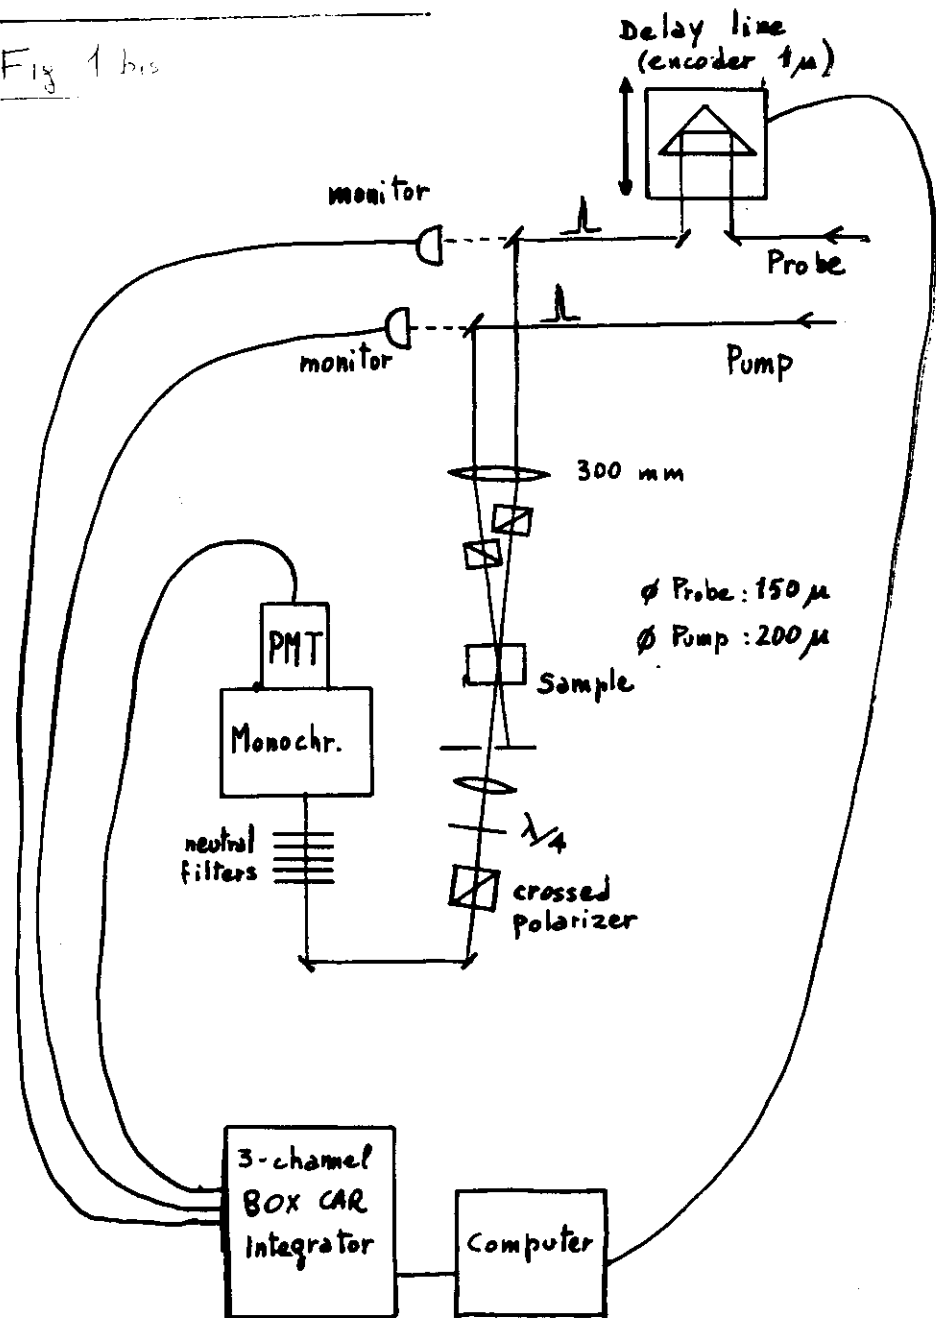 Fig 1 bis
Delay line
(encoder 1μ)
monitor
Probe
monitor
Pump
300 mm
φ Probe : 150 μ
φ Pump : 200 μ
PMT
Sample
Monochr.
neutral
filters
λ/4
crossed
polarizer
3-channel
BOX CAR
integrator
Computer